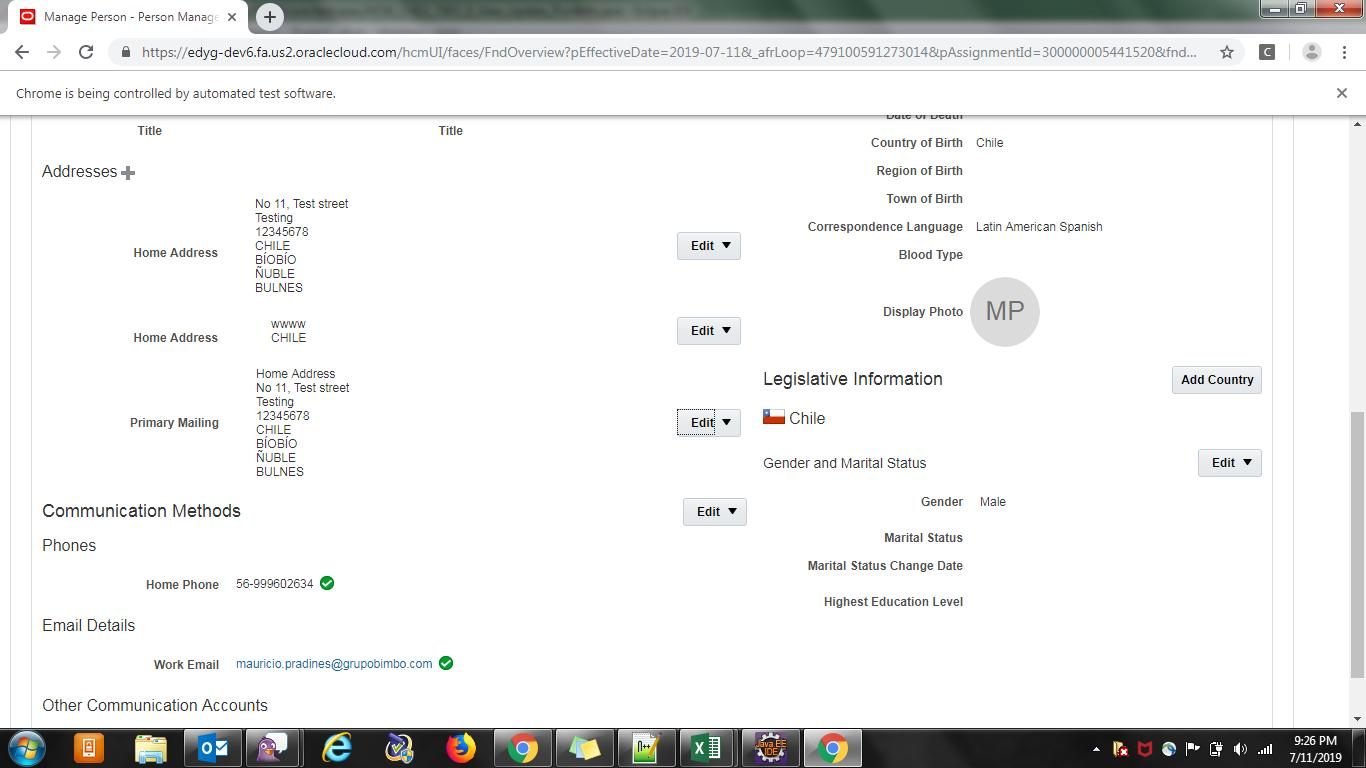 Manage Person - Person Manage
https://edyg-dev6.fa.us2.oraclecloud.com/hcmUI/faces/FndOverview?pEffectiveDate=2019-07-11&_afrLoop=479100591273014&pAssignmentId=300000005441520&fnd...
C
Chrome is being controlled by automated test software.
Title
Title
Addresses
Home Address
No 11, Test street
Testing
12345678
CHILE
BÍOBÍO
ÑUBLE
BULNES
Edit
Home Address
wwww
CHILE
Edit
Primary Mailing
Home Address
No 11, Test street
Testing
12345678
CHILE
BÍOBÍO
ÑUBLE
BULNES
Edit
Communication Methods
Edit
Phones
Home Phone
56-999602634
Email Details
Work Email
mauricio.pradines@grupobimbo.com
Other Communication Accounts
Date of Death
Country of Birth
Chile
Region of Birth
Town of Birth
Correspondence Language
Latin American Spanish
Blood Type
Display Photo
MP
Legislative Information
Add Country
Chile
Gender and Marital Status
Edit
Gender
Male
Marital Status
Marital Status Change Date
Highest Education Level
Java EE
IDE
9:26 PM
7/11/2019